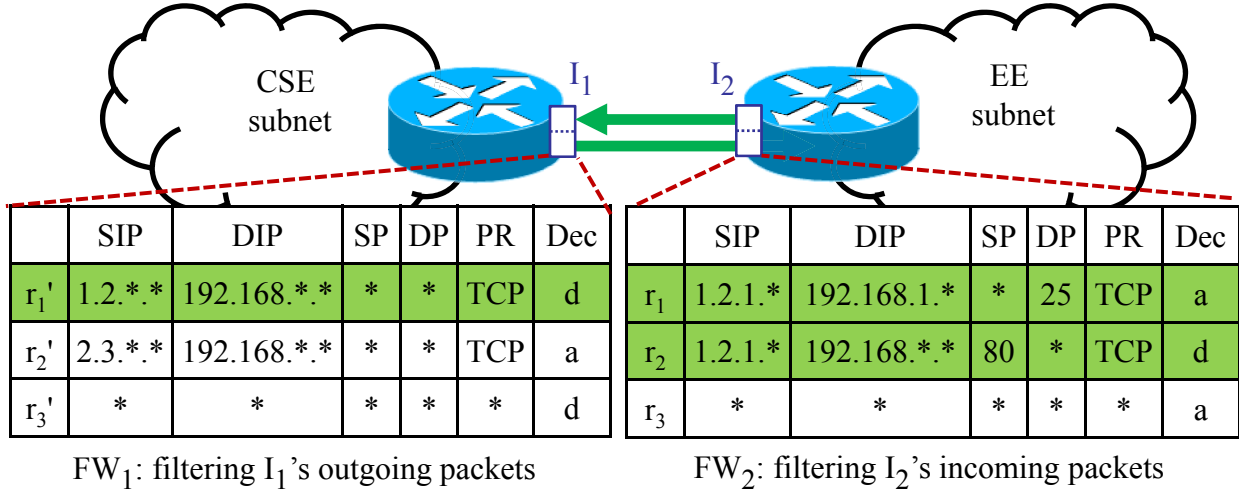 CSE
subnet
I1
I2
EE
subnet
SIP DIP SP DP PR Dec
r1' 1.2.*.* 192.168.*.* * * TCP d
r2' 2.3.*.* 192.168.*.* * * TCP a
r3' * * * * * d
FW1: filtering I1's outgoing packets
SIP DIP SP DP PR Dec
r1 1.2.1.* 192.168.1.* * 25 TCP a
r2 1.2.1.* 192.168.*.* 80 * TCP d
r3 * * * * * a
FW2: filtering I2's incoming packets